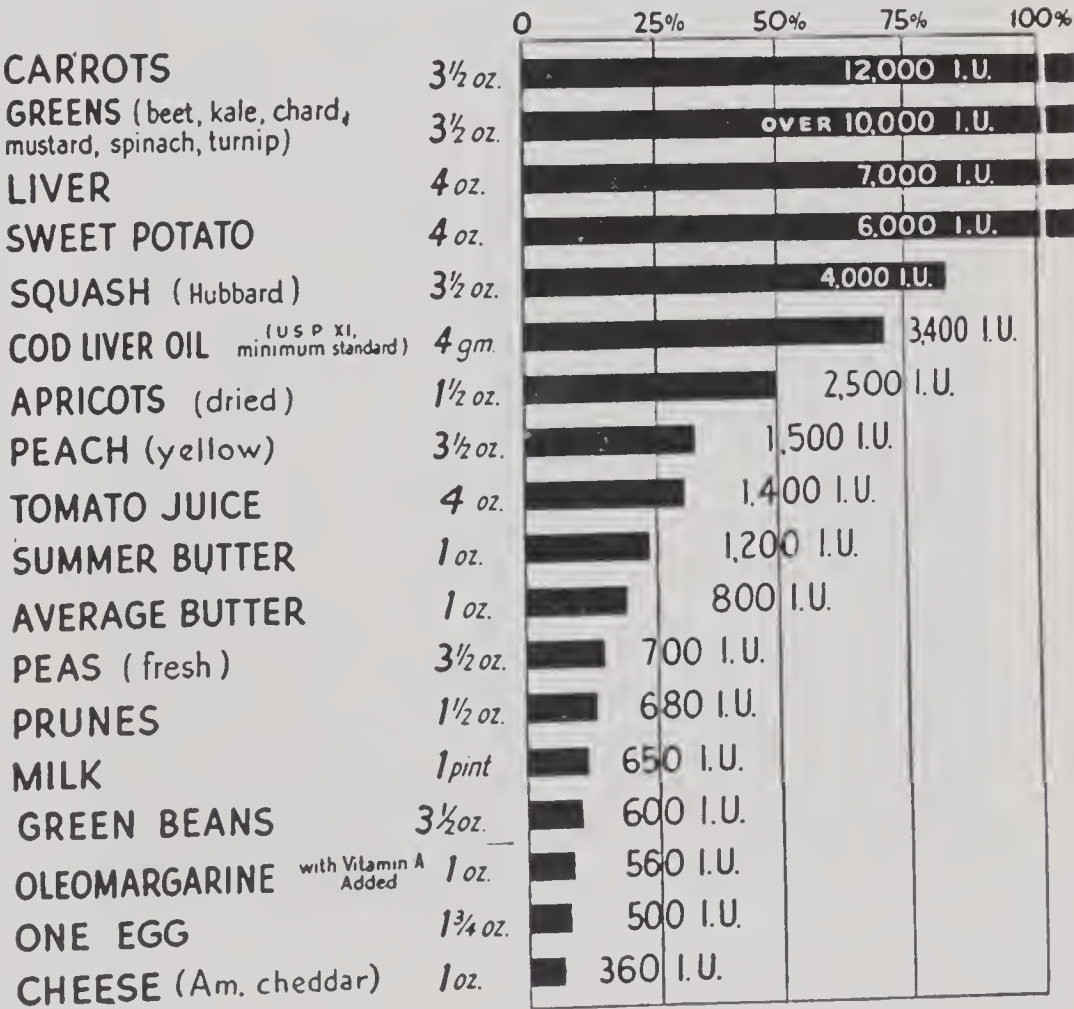 0 25% 50% 75% 100%
CARROTS 3½ oz. 12,000 I.U.
GREENS (beet, kale, chard, mustard, spinach, turnip) 3½ oz. OVER 10,000 I.U.
LIVER 4 oz. 7,000 I.U.
SWEET POTATO 4 oz. 6,000 I.U.
SQUASH (Hubbard) 3½ oz. 4,000 I.U.
COD LIVER OIL (U S P XI, minimum standard) 4 gm. 3,400 I.U.
APRICOTS (dried) 1½ oz. 2,500 I.U.
PEACH (yellow) 3½ oz. 1,500 I.U.
TOMATO JUICE 4 oz. 1,400 I.U.
SUMMER BUTTER 1 oz. 1,200 I.U.
AVERAGE BUTTER 1 oz. 800 I.U.
PEAS (fresh) 3½ oz. 700 I.U.
PRUNES 1½ oz. 680 I.U.
MILK 1 pint 650 I.U.
GREEN BEANS 3½ oz. 600 I.U.
OLEOMARGARINE with Vitamin A Added 1 oz. 560 I.U.
ONE EGG 1¾ oz. 500 I.U.
CHEESE (Am. cheddar) 1 oz. 360 I.U.